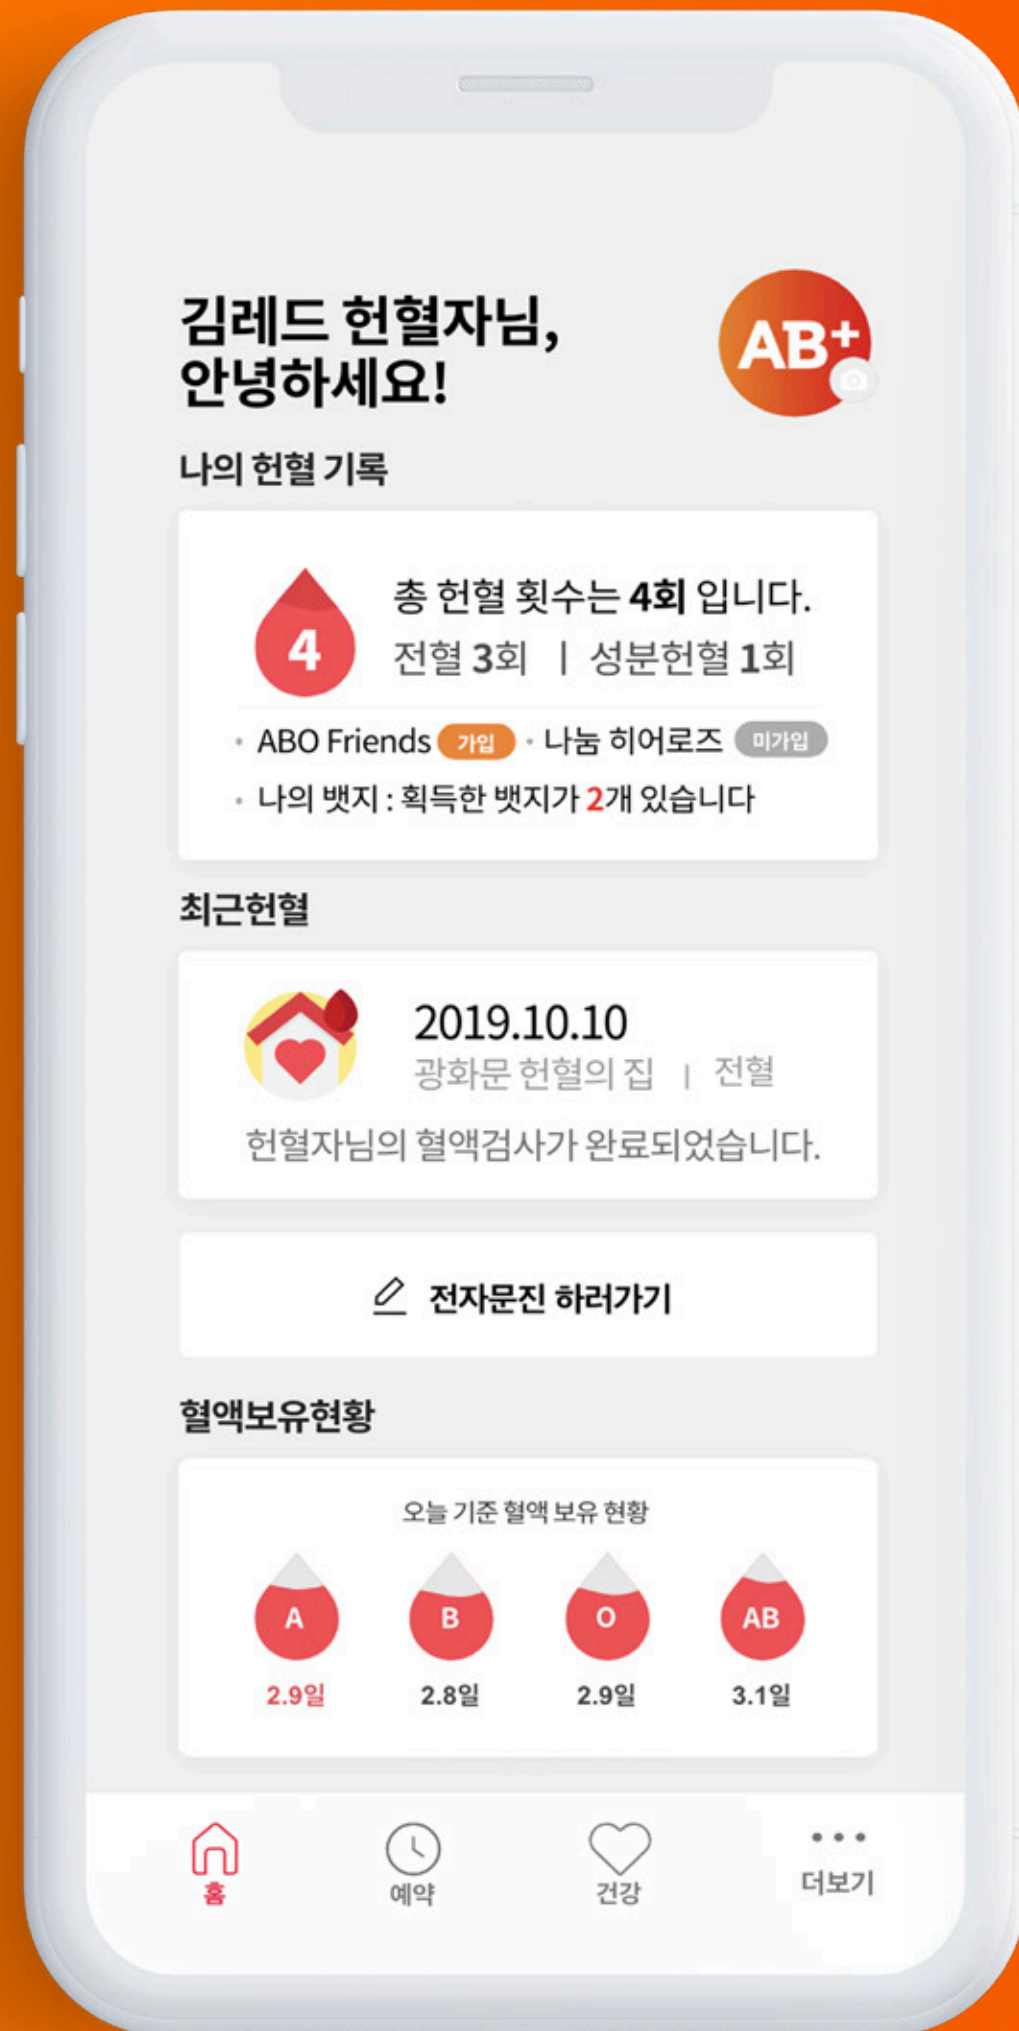 김레드 헌혈자님,
안녕하세요!
AB+
나의 헌혈 기록
4
총 헌혈 횟수는 4회 입니다.
전혈 3회 | 성분헌혈 1회
· ABO Friends 가입 · 나눔 히어로즈 미가입
· 나의 뱃지 : 획득한 뱃지가 2개 있습니다
최근헌혈
2019.10.10
광화문 헌혈의 집 | 전혈
헌혈자님의 혈액검사가 완료되었습니다.
전자문진 하러가기
혈액보유현황
오늘 기준 혈액 보유 현황
A B O AB
2.9일 2.8일 2.9일 3.1일
홈 예약 건강 더보기